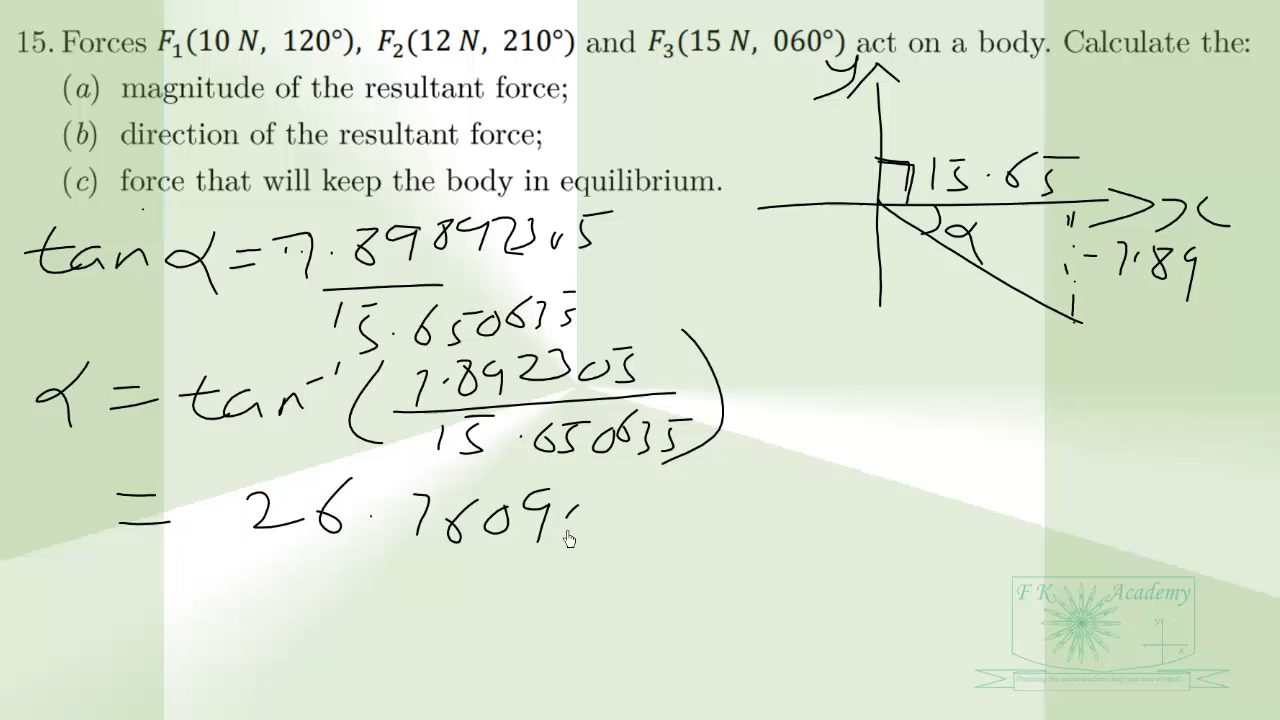 15. Forces F₁(10 N, 120°), F₂(12 N, 210°) and F₃(15 N, 060°) act on a body. Calculate the:
(a) magnitude of the resultant force;
(b) direction of the resultant force;
(c) force that will keep the body in equilibrium.
y
15.65
x
α
-7.89
tan α = 7.89892305
15.650635
α = tan⁻¹ ( 7.892305
15.650635 )
= 26.7609
F K Academy
y
x